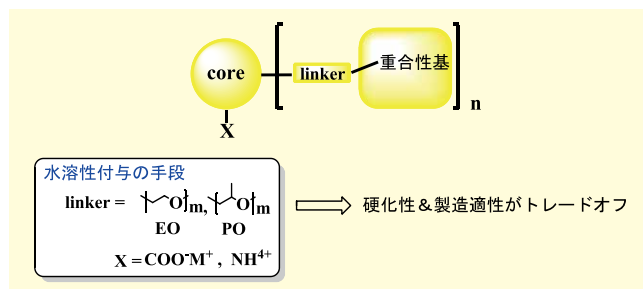 core
linker
重合性基
n
X
水溶性付与の手段
linker = O m, O m
EO PO
硬化性&製造適性がトレードオフ
X = COO⁻M⁺ , NH⁴⁺